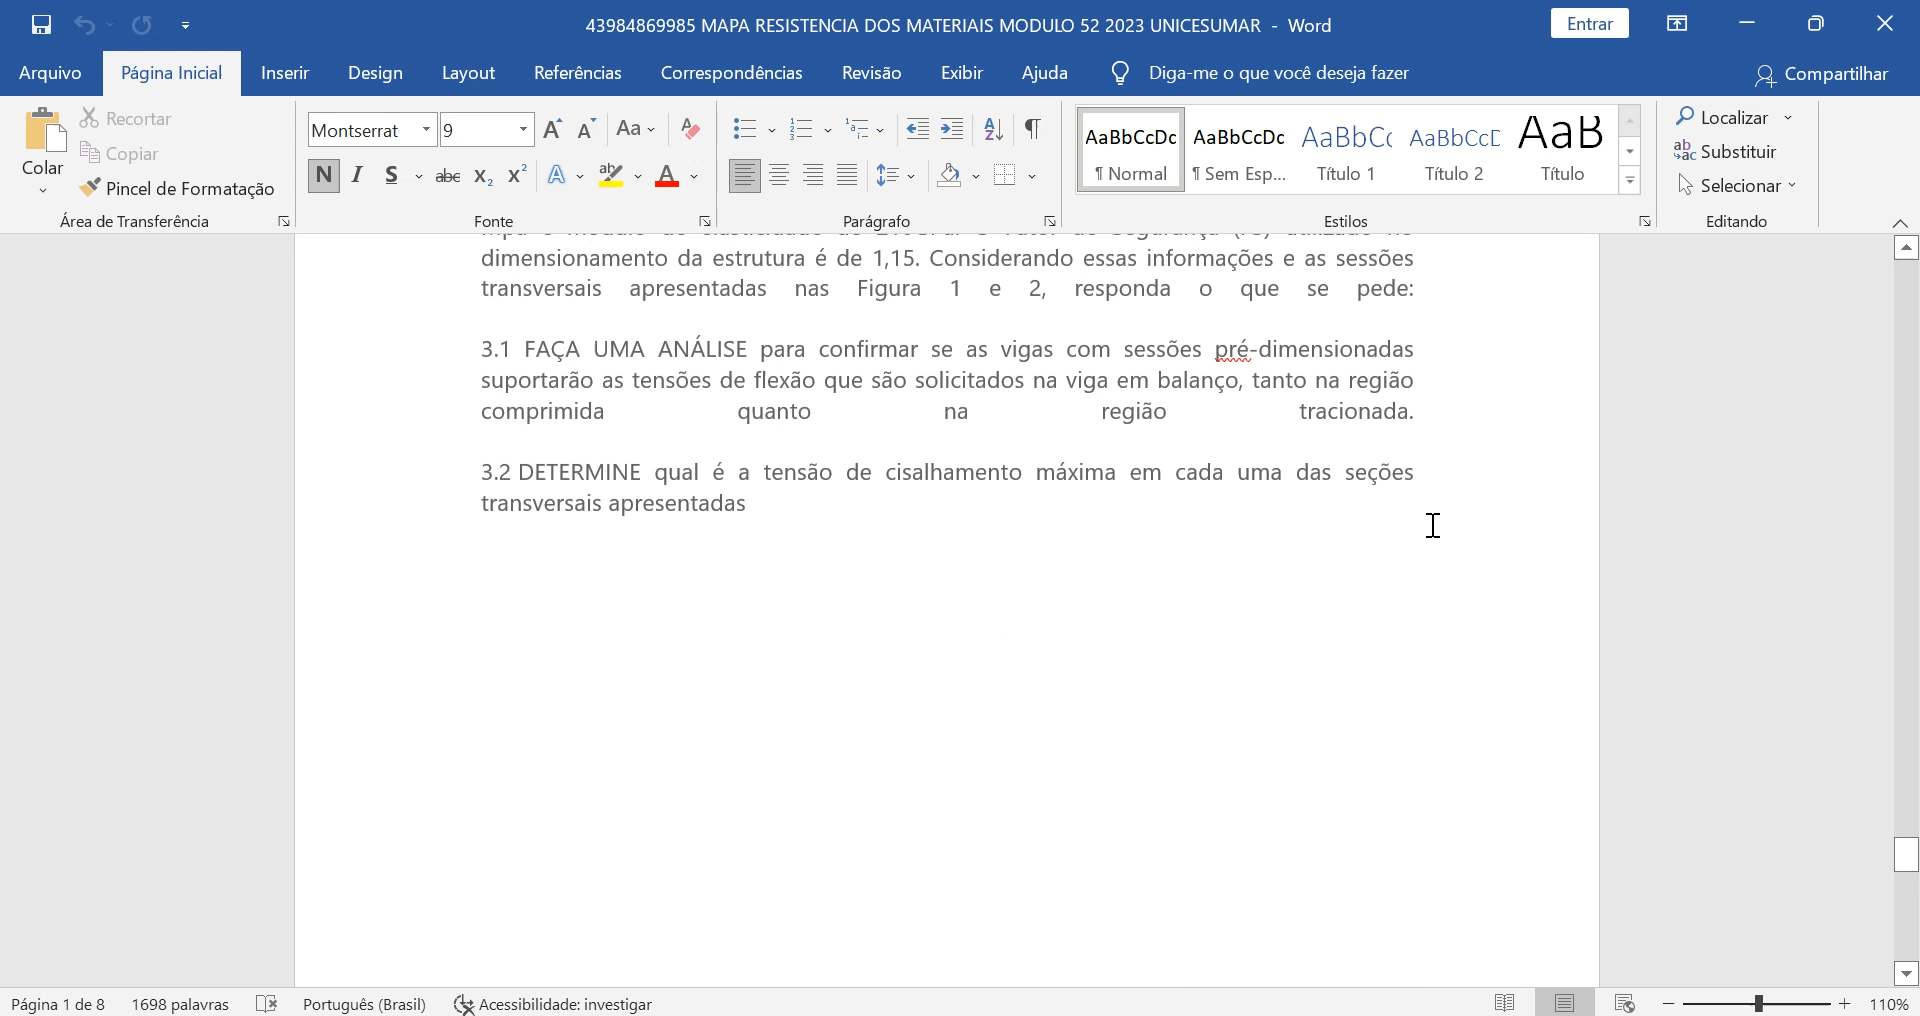 43984869985 MAPA RESISTENCIA DOS MATERIAIS MODULO 52 2023 UNICESUMAR - Word
Entrar
Arquivo Página Inicial Inserir Design Layout Referências Correspondências Revisão Exibir Ajuda Diga-me o que você deseja fazer Compartilhar
Colar
Recortar
Copiar
Pincel de Formatação
Área de Transferência
Montserrat 9
Aa
N I S abc X₂ X² A ab A
Fonte
Parágrafo
AaBbCcDc AaBbCcDc AaBbCc AaBbCcC AaB
¶ Normal ¶ Sem Esp... Título 1 Título 2 Título
Estilos
Localizar
Substituir
Selecionar
Editando
dimensionamento da estrutura é de 1,15. Considerando essas informações e as sessões
transversais apresentadas nas Figura 1 e 2, responda o que se pede:
3.1 FAÇA UMA ANÁLISE para confirmar se as vigas com sessões pré-dimensionadas
suportarão as tensões de flexão que são solicitados na viga em balanço, tanto na região
comprimida quanto na região tracionada.
3.2 DETERMINE qual é a tensão de cisalhamento máxima em cada uma das seções
transversais apresentadas
Página 1 de 8 1698 palavras Português (Brasil) Acessibilidade: investigar 110%